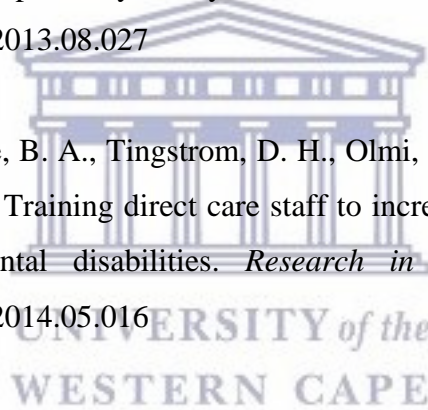 2013.08.027
, B. A., Tingstrom, D. H., Olmi,
Training direct care staff to incre
ntal disabilities. Research in
2014.05.016
UNIVERSITY of the
WESTERN CAPE